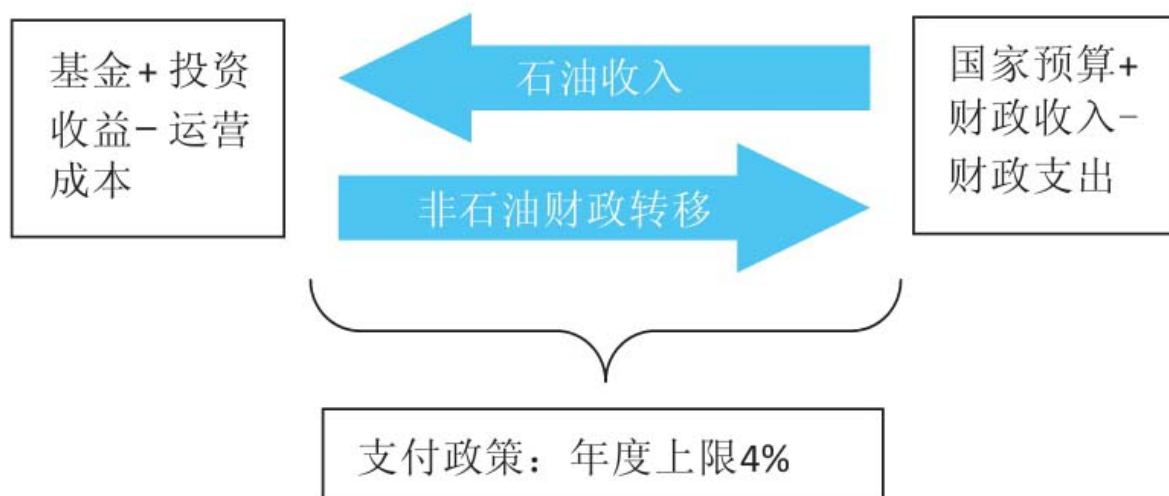 基金+投资
收益-运营
成本
石油收入
非石油财政转移
国家预算+
财政收入-
财政支出
支付政策：年度上限4%